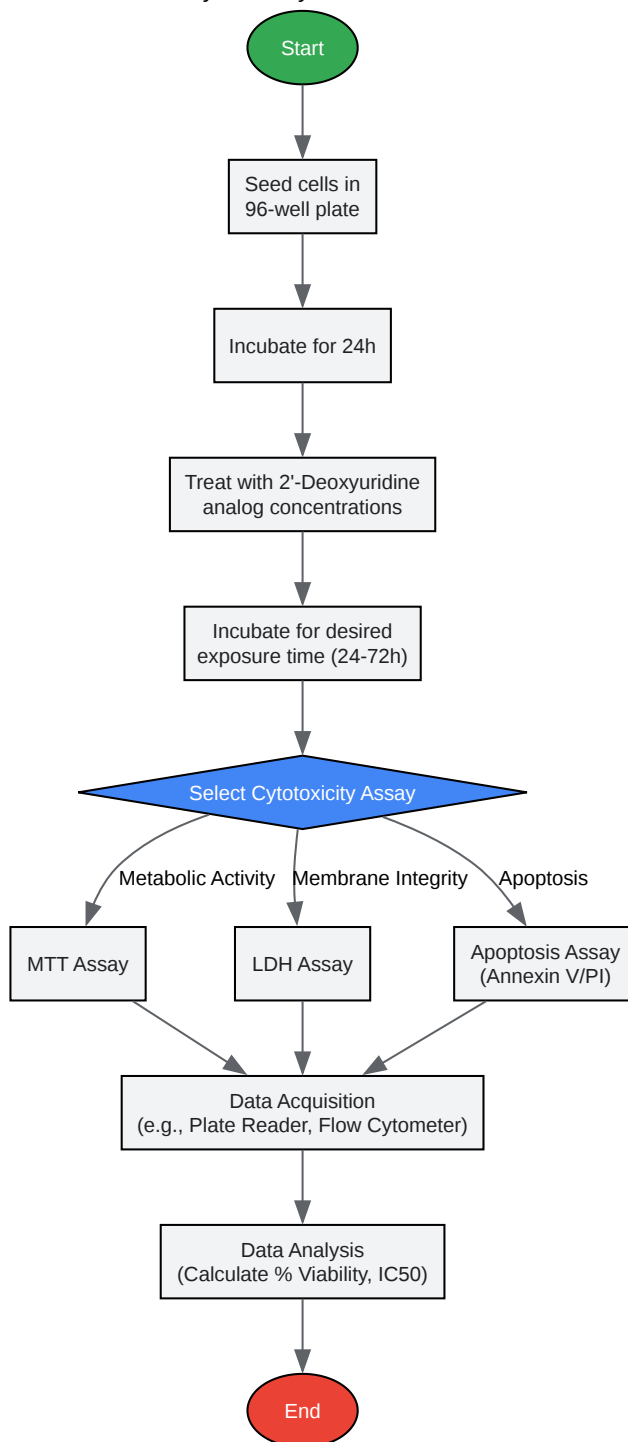 Start
Seed cells in
96-well plate
Incubate for 24h
Treat with 2'-Deoxyuridine
analog concentrations
Incubate for desired
exposure time (24-72h)
Select Cytotoxicity Assay
Metabolic Activity
Membrane Integrity
Apoptosis
MTT Assay
LDH Assay
Apoptosis Assay
(Annexin V/PI)
Data Acquisition
(e.g., Plate Reader, Flow Cytometer)
Data Analysis
(Calculate % Viability, IC50)
End